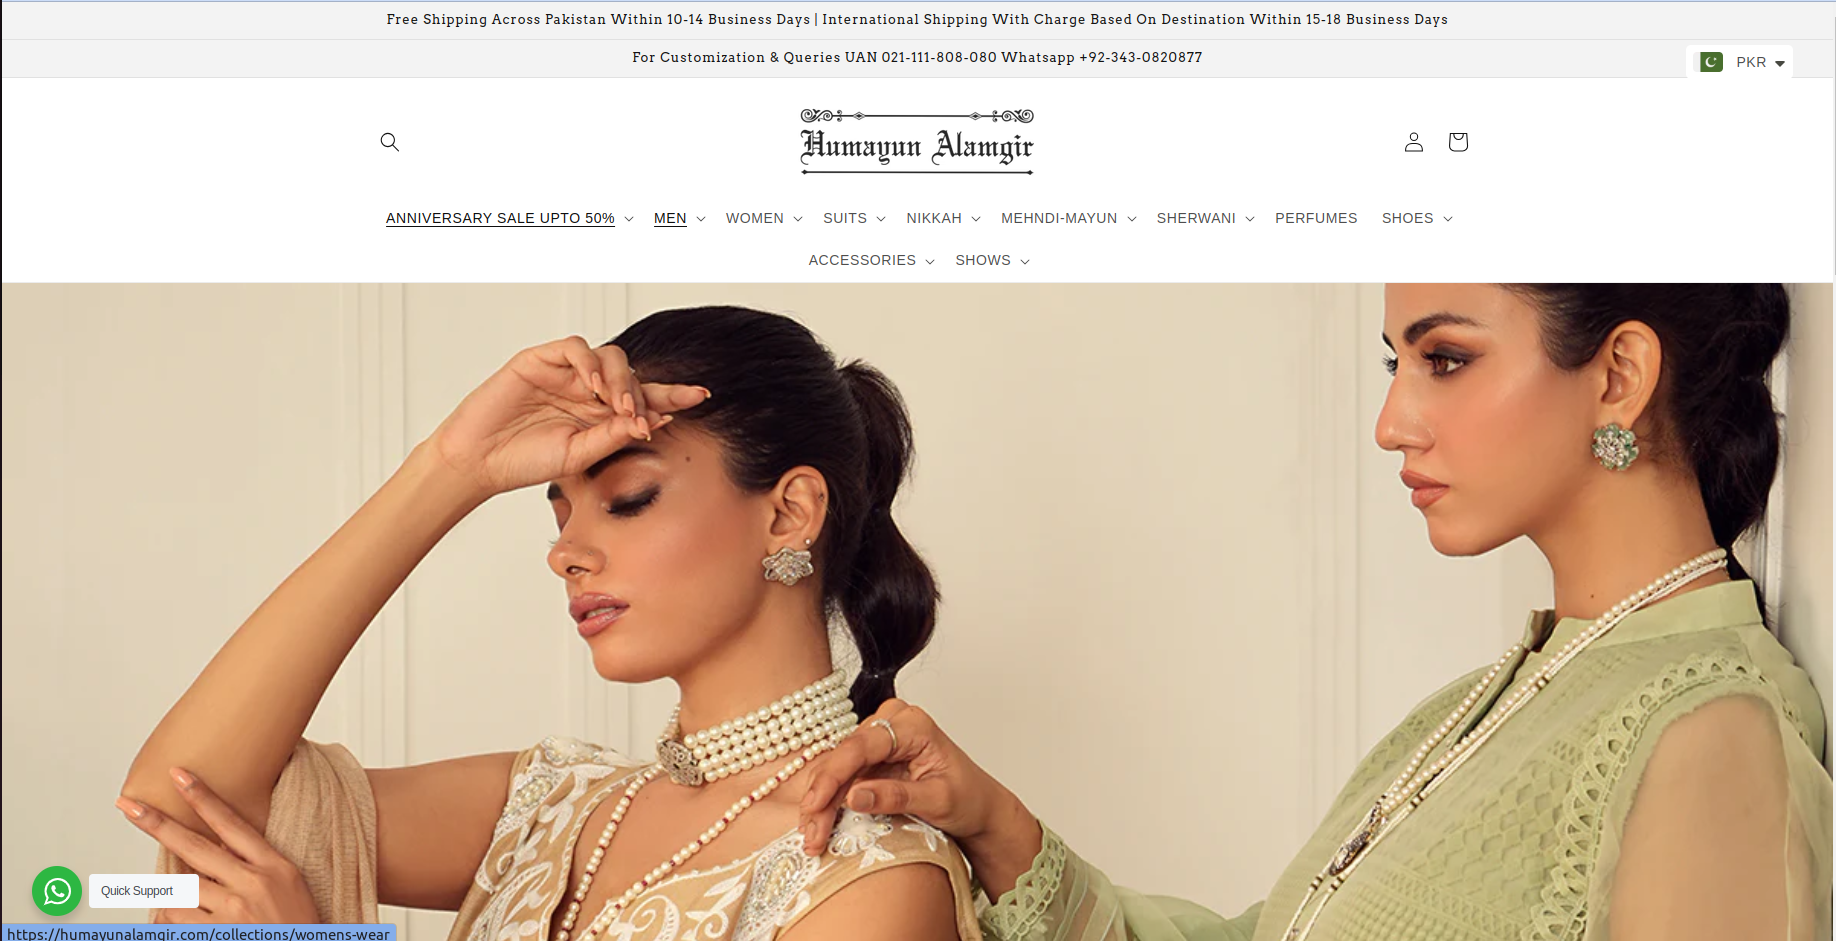 Free Shipping Across Pakistan Within 10-14 Business Days | International Shipping With Charge Based On Destination Within 15-18 Business Days
For Customization & Queries UAN 021-111-808-080 Whatsapp +92-343-0820877
PKR
Humayun Alamgir
ANNIVERSARY SALE UPTO 50% MEN WOMEN SUITS NIKKAH MEHNDI-MAYUN SHERWANI PERFUMES SHOES
ACCESSORIES SHOWS
Quick Support
https://humayunalamgir.com/collections/womens-wear